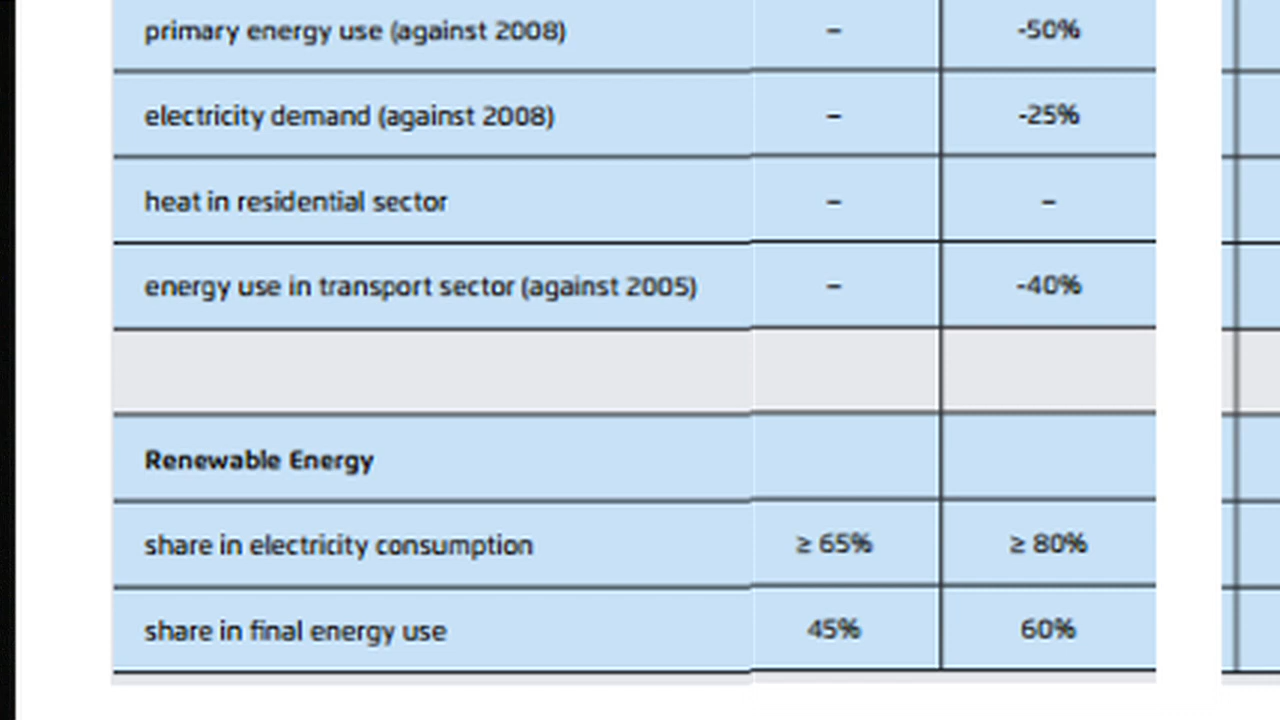 primary energy use (against 2008) – -50%
electricity demand (against 2008) – -25%
heat in residential sector – –
energy use in transport sector (against 2005) – -40%
Renewable Energy
share in electricity consumption ≥ 65% ≥ 80%
share in final energy use 45% 60%